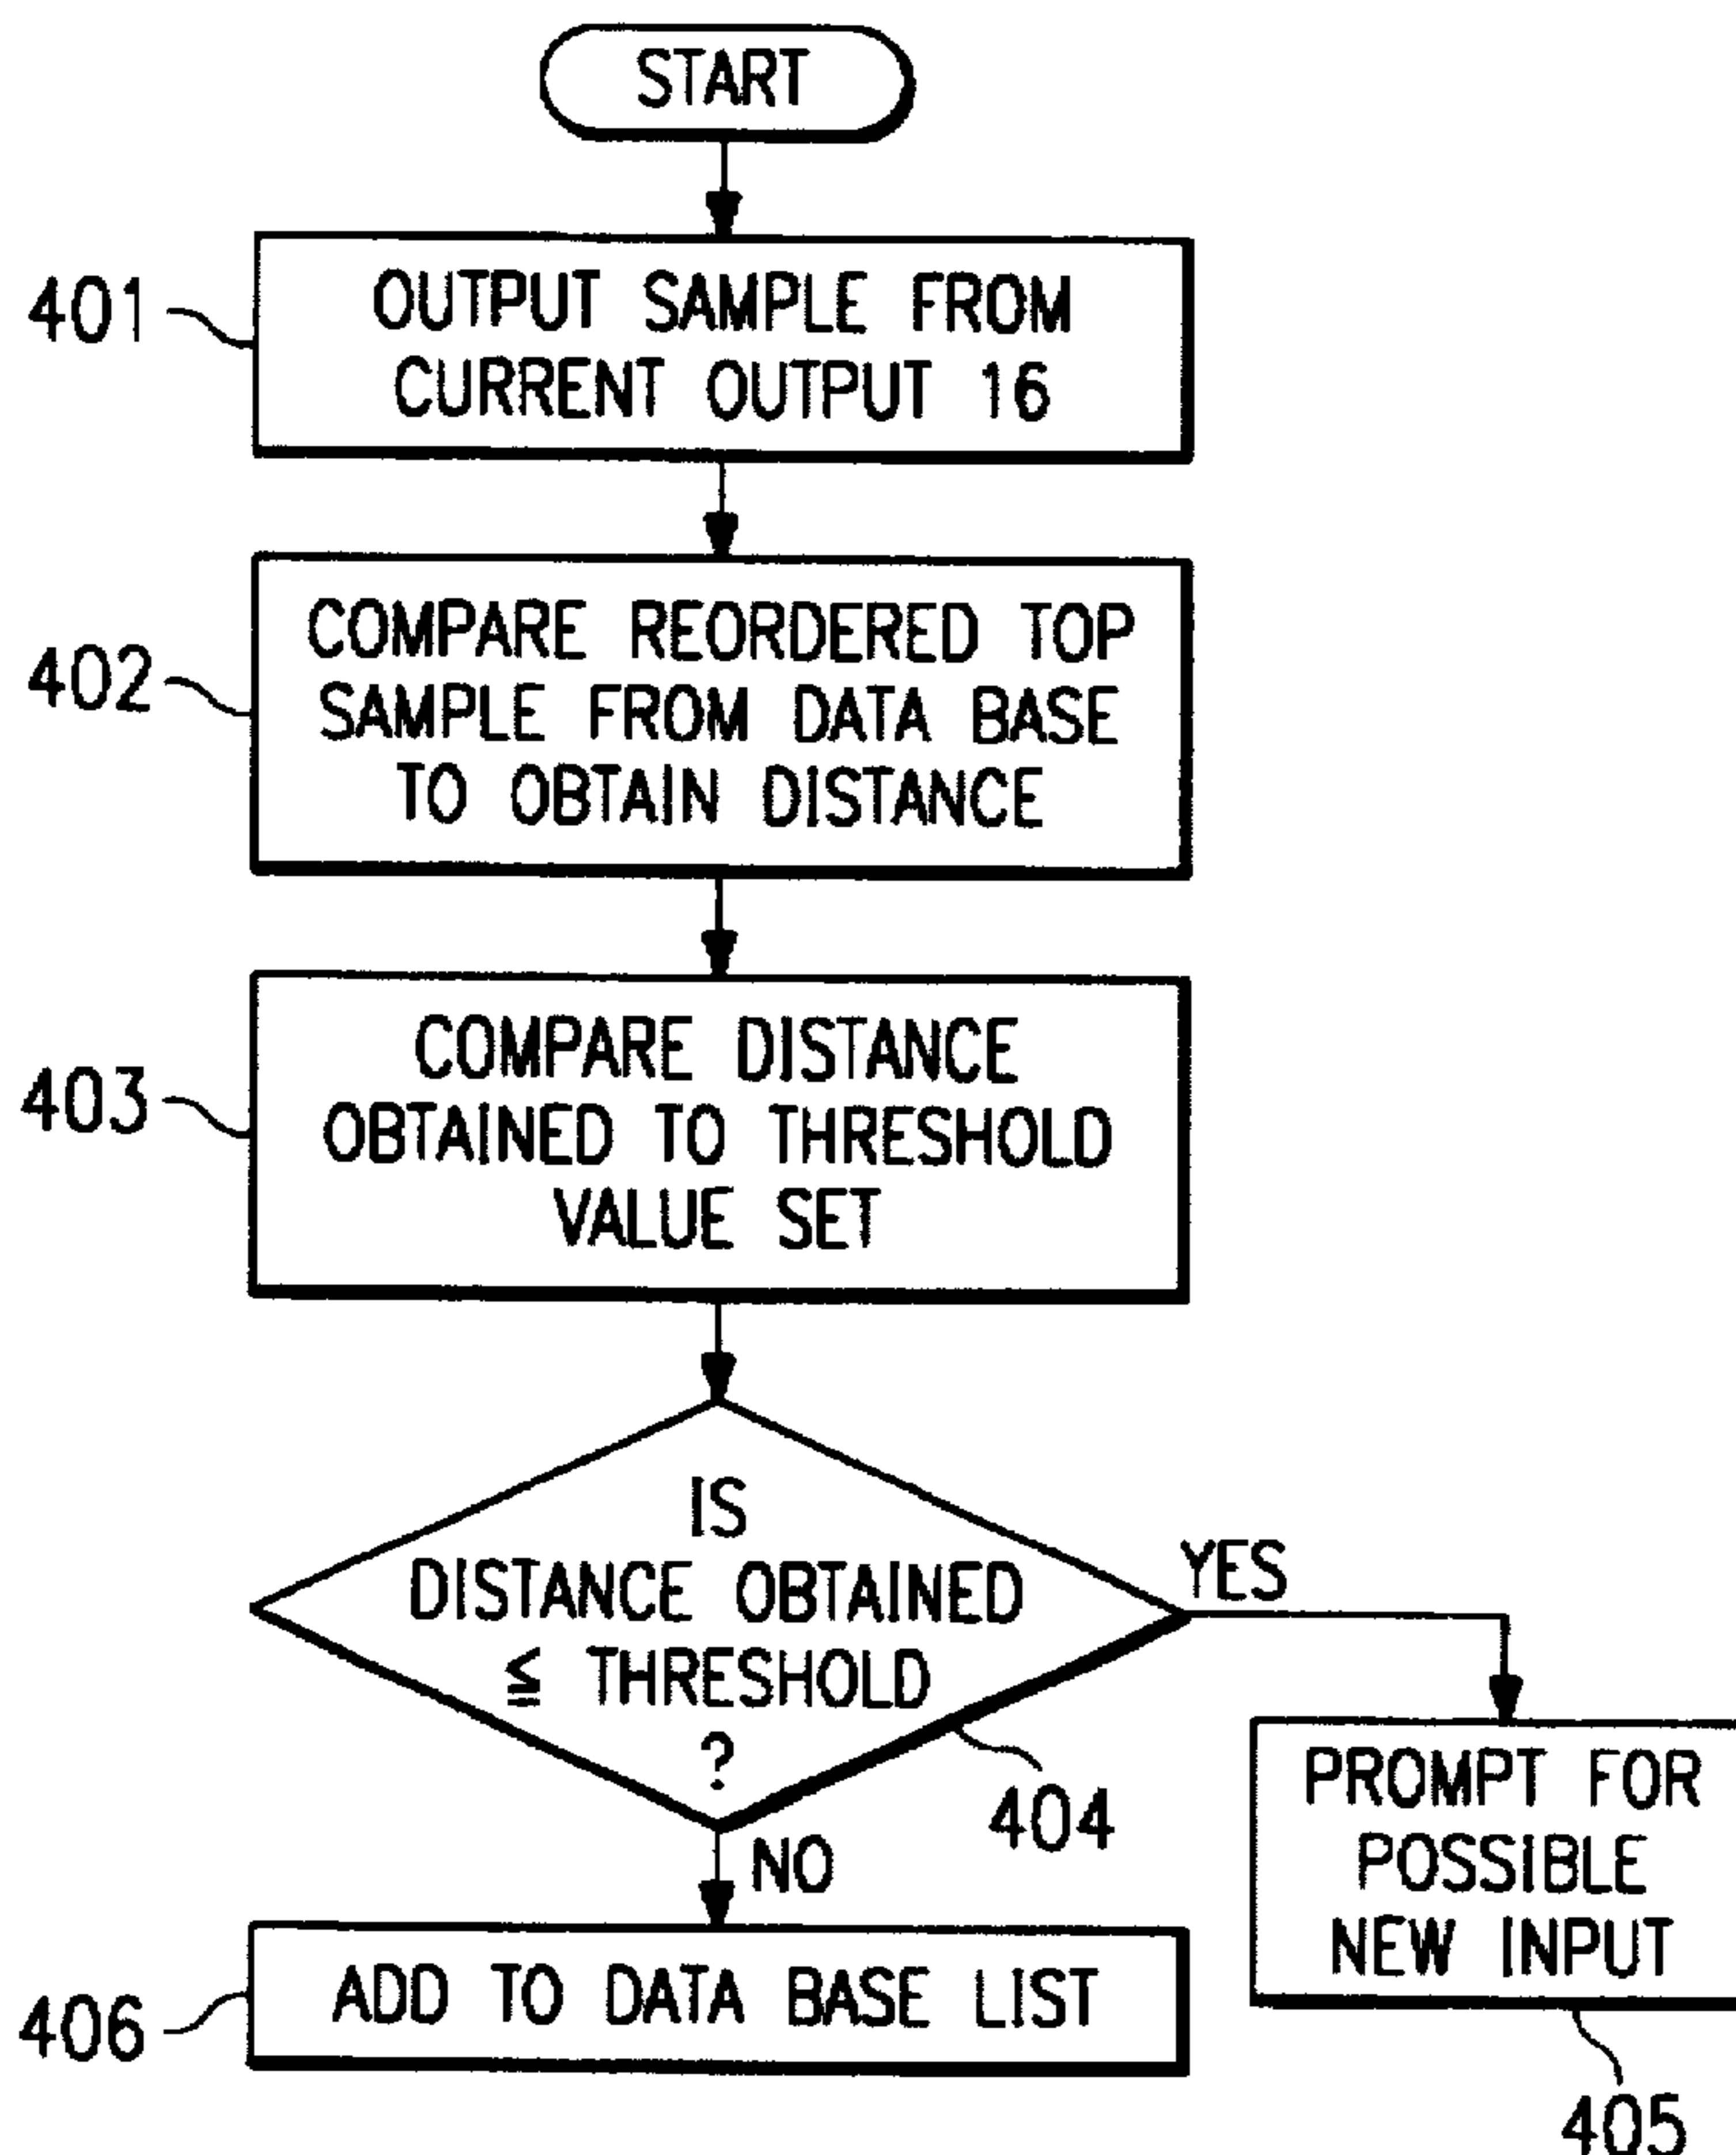 START
401
OUTPUT SAMPLE FROM
CURRENT OUTPUT 16
402
COMPARE REORDERED TOP
SAMPLE FROM DATA BASE
TO OBTAIN DISTANCE
403
COMPARE DISTANCE
OBTAINED TO THRESHOLD
VALUE SET
IS
DISTANCE OBTAINED
≦ THRESHOLD
?
YES
404
NO
PROMPT FOR
POSSIBLE
NEW INPUT
405
406
ADD TO DATA BASE LIST